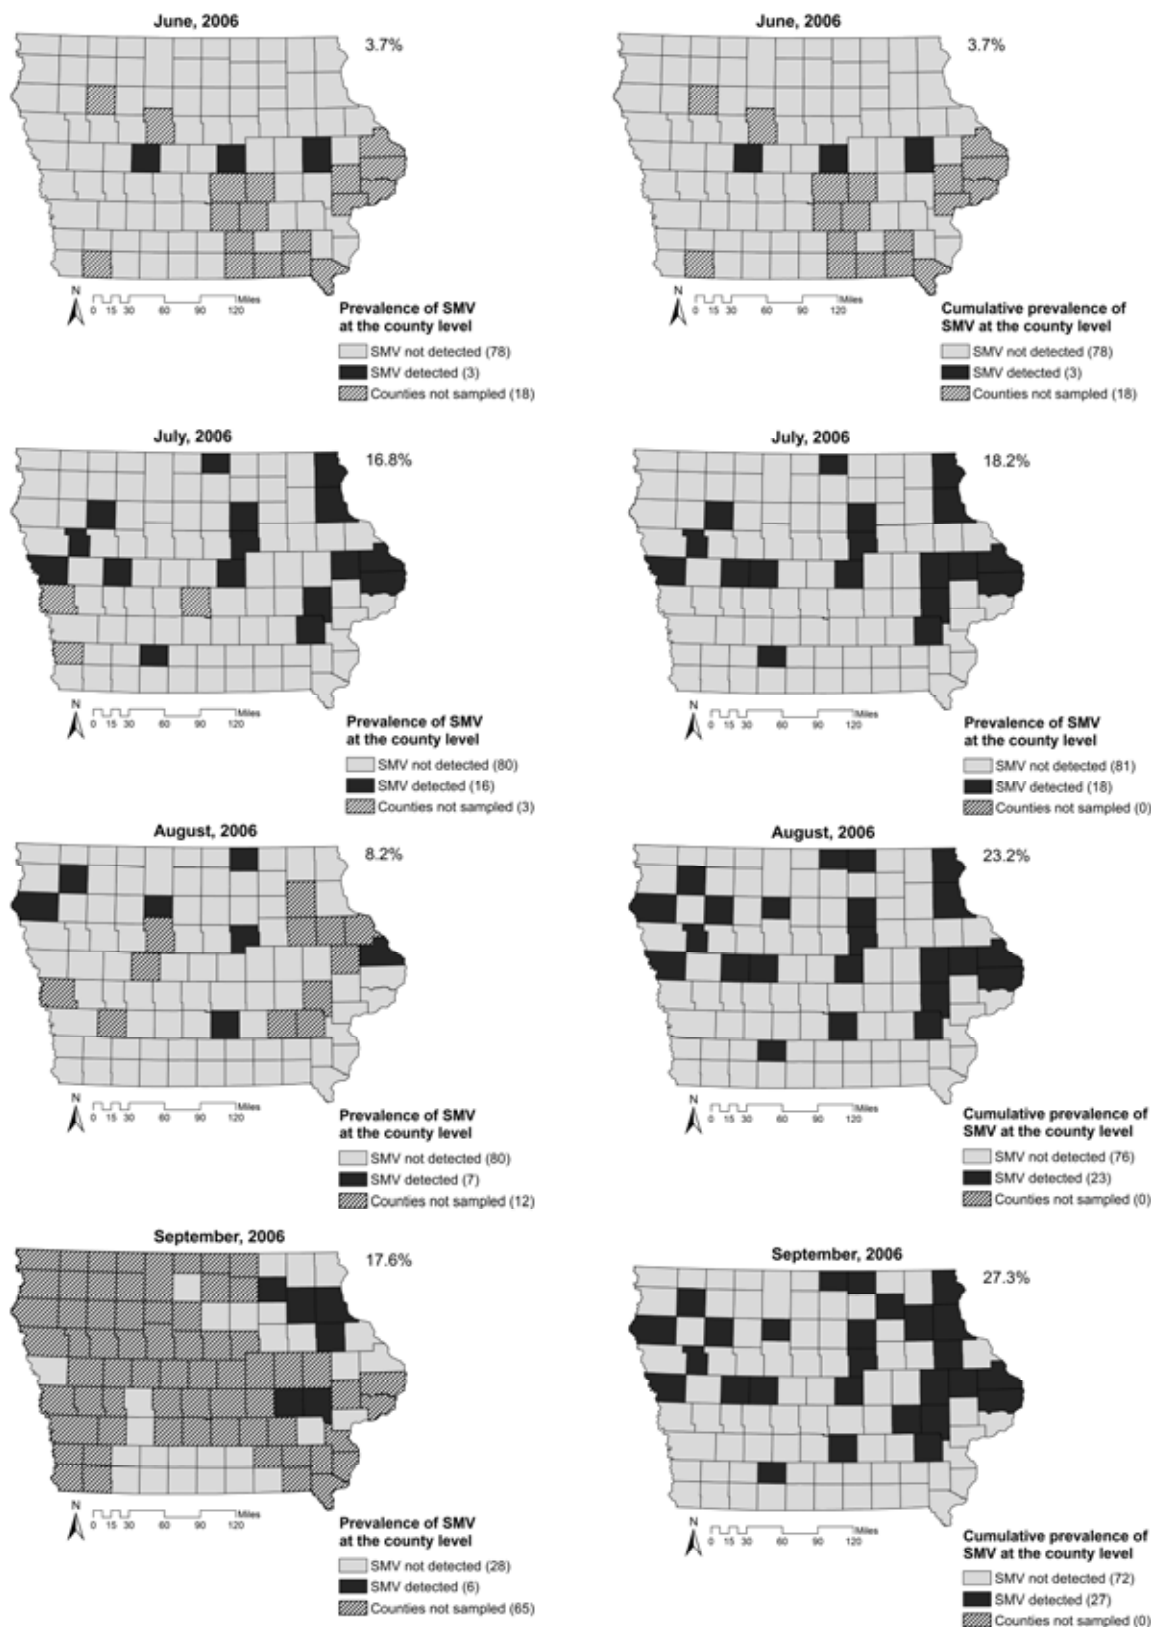 June, 2006
3.7%
N
Miles
0 15 30 60 90 120
Prevalence of SMV
at the county level
SMV not detected (78)
SMV detected (3)
Counties not sampled (18)
June, 2006
3.7%
N
Miles
0 15 30 60 90 120
Cumulative prevalence of
SMV at the county level
SMV not detected (78)
SMV detected (3)
Counties not sampled (18)
July, 2006
16.8%
N
Miles
0 15 30 60 90 120
Prevalence of SMV
at the county level
SMV not detected (80)
SMV detected (16)
Counties not sampled (3)
July, 2006
18.2%
N
Miles
0 15 30 60 90 120
Prevalence of SMV
at the county level
SMV not detected (81)
SMV detected (18)
Counties not sampled (0)
August, 2006
8.2%
N
Miles
0 15 30 60 90 120
Prevalence of SMV
at the county level
SMV not detected (80)
SMV detected (7)
Counties not sampled (12)
August, 2006
23.2%
N
Miles
0 15 30 60 90 120
Cumulative prevalence of
SMV at the county level
SMV not detected (76)
SMV detected (23)
Counties not sampled (0)
September, 2006
17.6%
N
Miles
0 15 30 60 90 120
Prevalence of SMV
at the county level
SMV not detected (28)
SMV detected (6)
Counties not sampled (65)
September, 2006
27.3%
N
Miles
0 15 30 60 90 120
Cumulative prevalence of
SMV at the county level
SMV not detected (72)
SMV detected (27)
Counties not sampled (0)